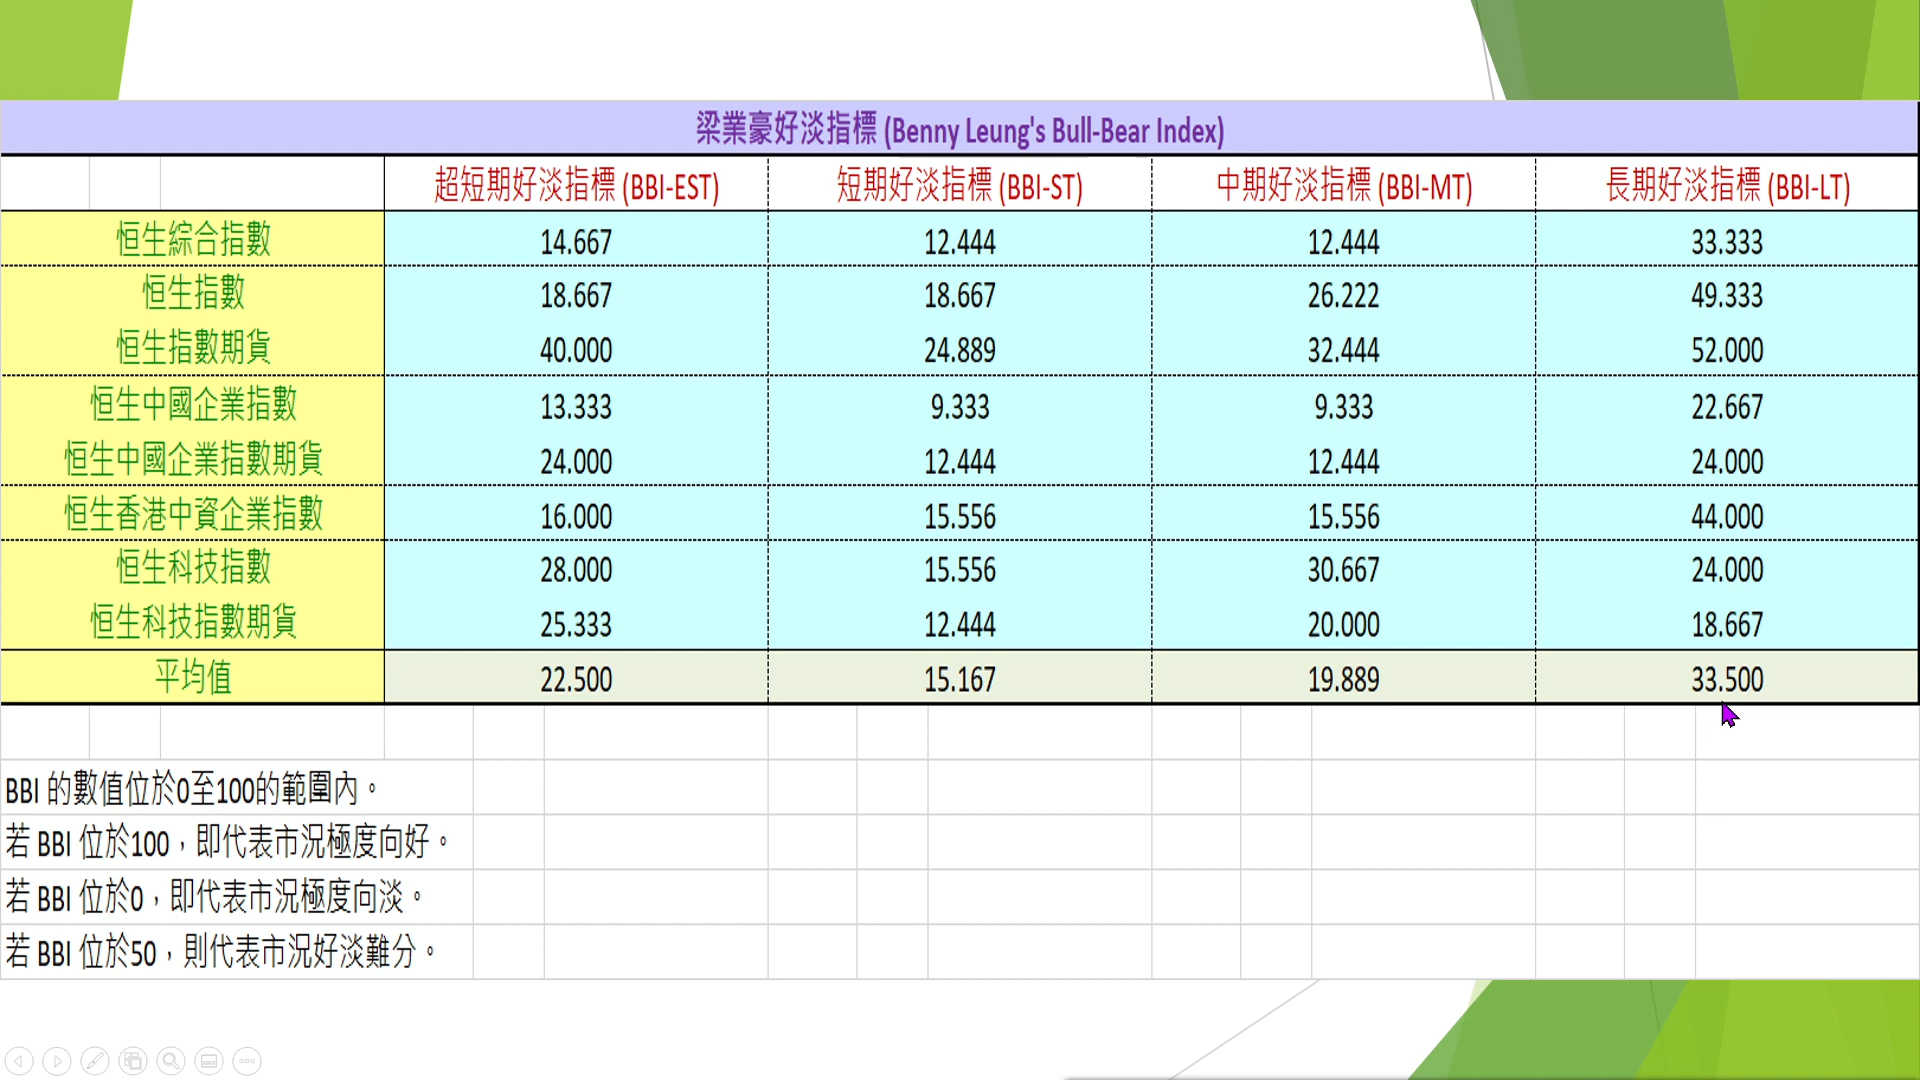 梁業豪好淡指標 (Benny Leung's Bull-Bear Index)
超短期好淡指標 (BBI-EST) 短期好淡指標 (BBI-ST) 中期好淡指標 (BBI-MT) 長期好淡指標 (BBI-LT)
恒生綜合指數 14.667 12.444 12.444 33.333
恒生指數 18.667 18.667 26.222 49.333
恒生指數期貨 40.000 24.889 32.444 52.000
恒生中國企業指數 13.333 9.333 9.333 22.667
恒生中國企業指數期貨 24.000 12.444 12.444 24.000
恒生香港中資企業指數 16.000 15.556 15.556 44.000
恒生科技指數 28.000 15.556 30.667 24.000
恒生科技指數期貨 25.333 12.444 20.000 18.667
平均值 22.500 15.167 19.889 33.500
BBI 的數值位於0至100的範圍內。
若 BBI 位於100，即代表市況極度向好。
若 BBI 位於0，即代表市況極度向淡。
若 BBI 位於50，則代表市況好淡難分。